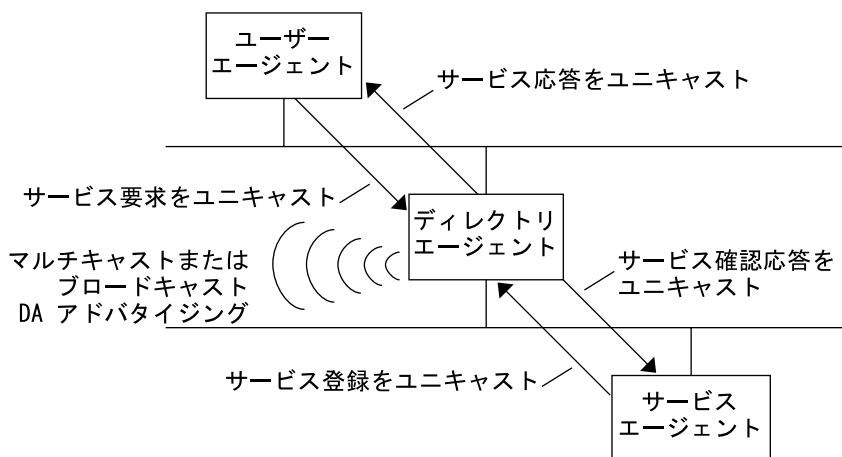 ユーザー
エージェント
サービス応答をユニキャスト
サービス要求をユニキャスト
ディレクトリ
エージェント
マルチキャストまたは
ブロードキャスト
DA アドバタイジング
サービス確認応答を
ユニキャスト
サービス登録をユニキャスト
サービス
エージェント